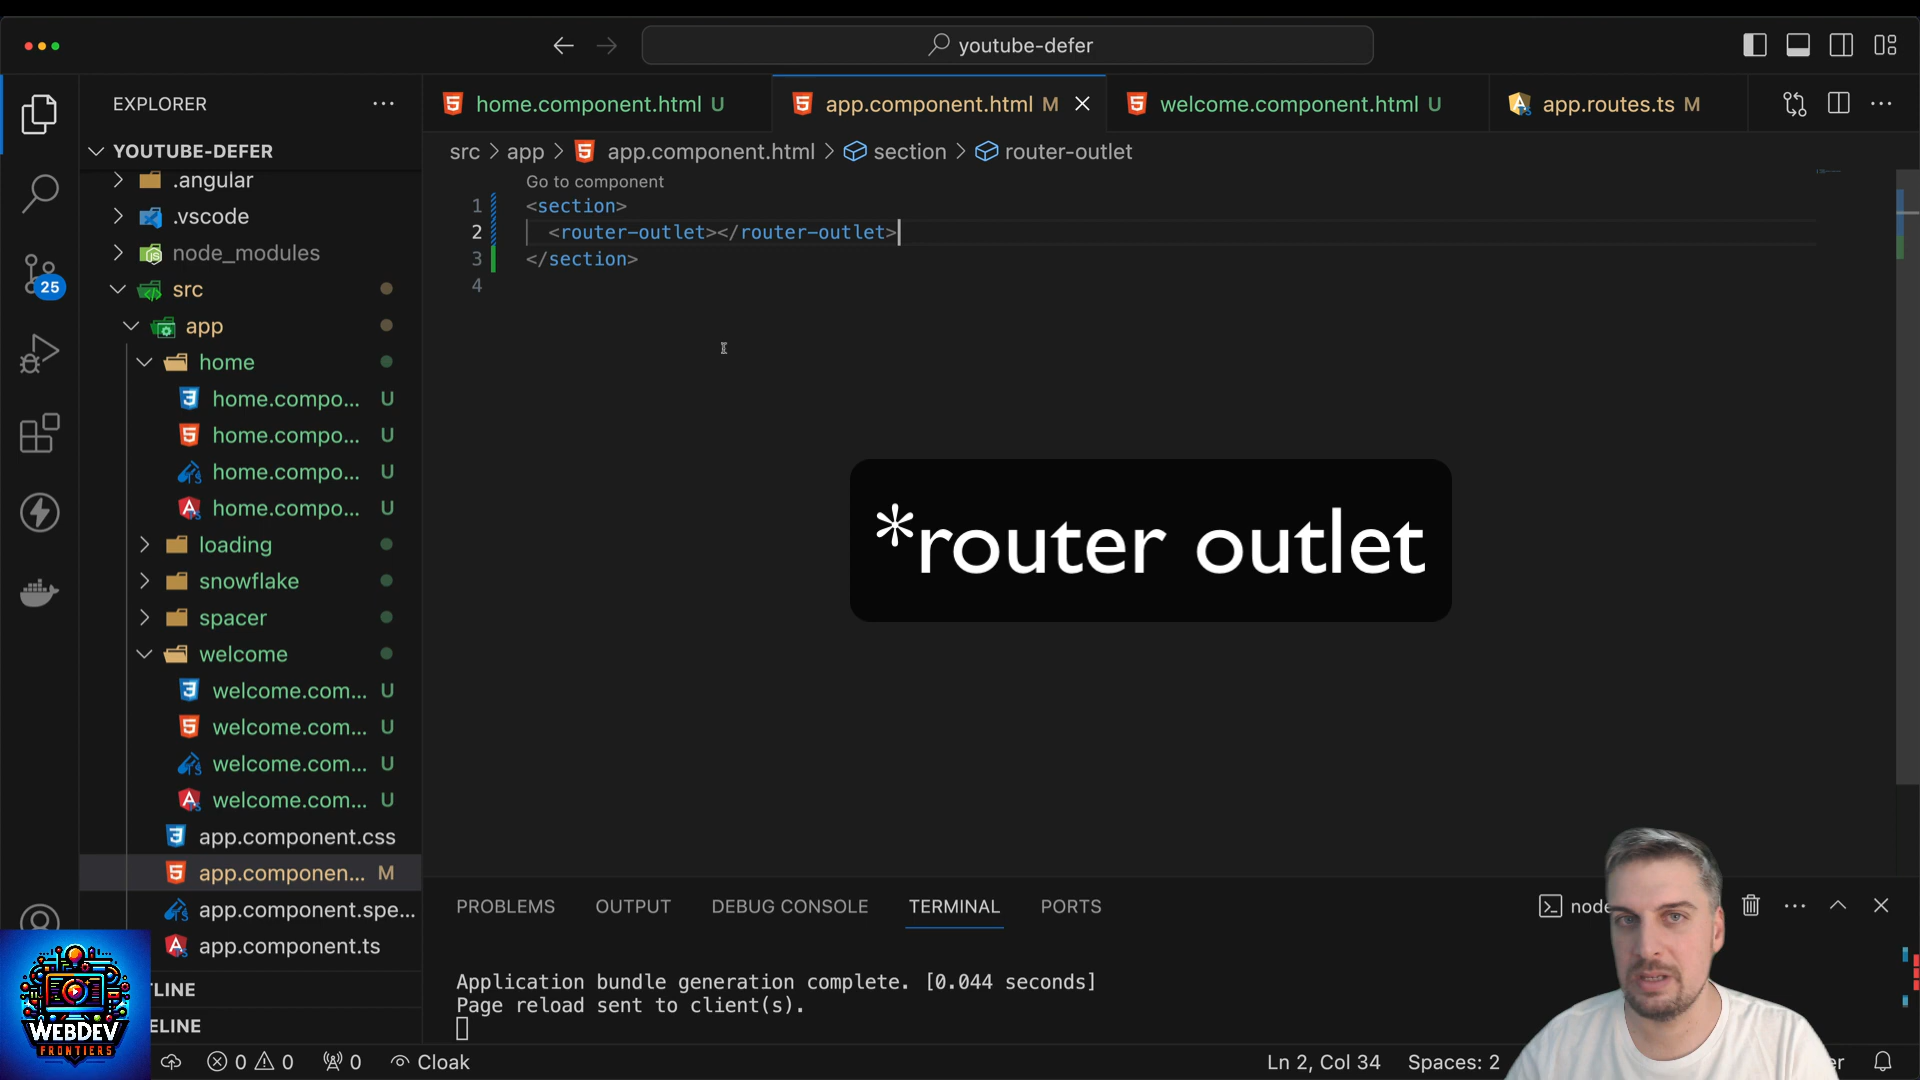 youtube-defer
EXPLORER
home.component.html U
app.component.html M
welcome.component.html U
app.routes.ts M
YOUTUBE-DEFER
src > app > app.component.html > section > router-outlet
.angular
.vscode
node_modules
src
app
home
home.compo... U
home.compo... U
home.compo... U
home.compo... U
loading
snowflake
spacer
welcome
welcome.com... U
welcome.com... U
welcome.com... U
welcome.com... U
app.component.css
app.componen... M
app.component.spe...
app.component.ts
TLINE
ELINE
25
Go to component
1 <section>
2 <router-outlet></router-outlet>
3 </section>
4
*router outlet
PROBLEMS
OUTPUT
DEBUG CONSOLE
TERMINAL
PORTS
node
Application bundle generation complete. [0.044 seconds]
Page reload sent to client(s).
WEBDEV
FRONTIERS
0 0
0
Cloak
Ln 2, Col 34
Spaces: 2